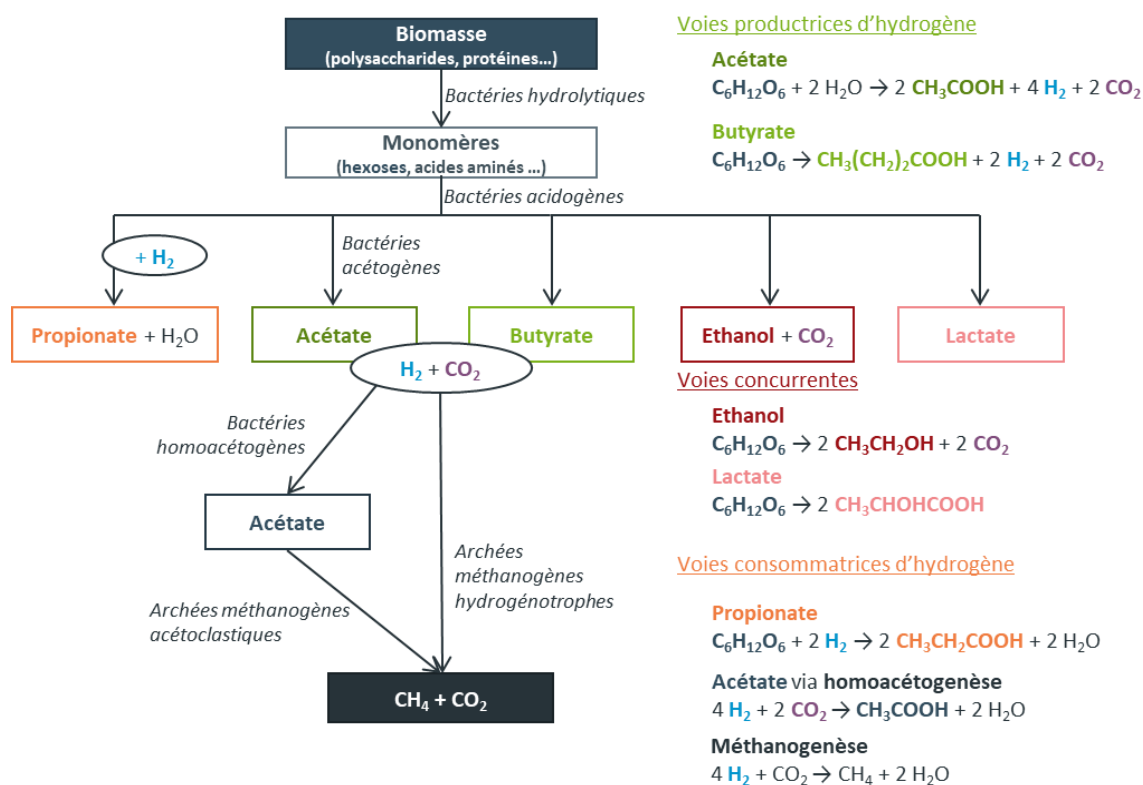 Biomasse
(polysaccharides, protéines…)
Bactéries hydrolytiques
Monomères
(hexoses, acides aminés …)
Bactéries acidogènes
+ H₂
Bactéries
acétogènes
Propionate + H₂O
Acétate
Butyrate
Ethanol + CO₂
Lactate
H₂ + CO₂
Bactéries
homoacétogènes
Acétate
Archées
méthanogènes
hydrogénotrophes
Archées méthanogènes
acétoclastiques
CH₄ + CO₂
Voies productrices d’hydrogène
Acétate
C₆H₁₂O₆ + 2 H₂O → 2 CH₃COOH + 4 H₂ + 2 CO₂
Butyrate
C₆H₁₂O₆ → CH₃(CH₂)₂COOH + 2 H₂ + 2 CO₂
Voies concurrentes
Ethanol
C₆H₁₂O₆ → 2 CH₃CH₂OH + 2 CO₂
Lactate
C₆H₁₂O₆ → 2 CH₃CHOHCOOH
Voies consommatrices d’hydrogène
Propionate
C₆H₁₂O₆ + 2 H₂ → 2 CH₃CH₂COOH + 2 H₂O
Acétate via homoacétogenèse
4 H₂ + 2 CO₂ → CH₃COOH + 2 H₂O
Méthanogenèse
4 H₂ + CO₂ → CH₄ + 2 H₂O